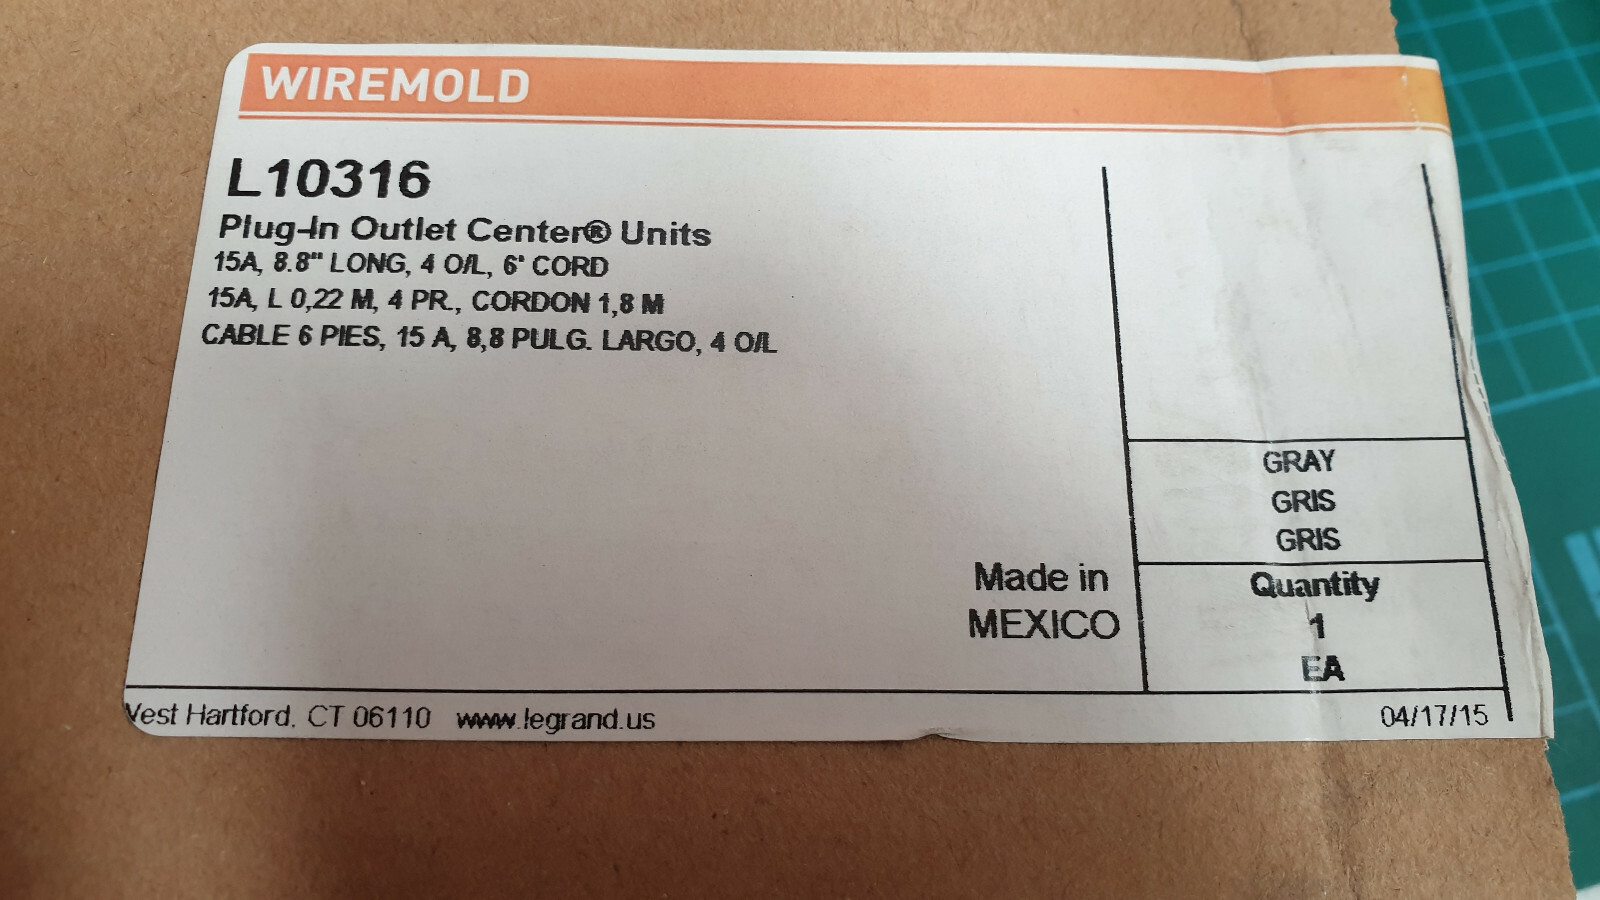 WIREMOLD
L10316
Plug-In Outlet Center® Units
15A, 8.8" LONG, 4 O/L, 6' CORD
15A, L 0,22 M, 4 PR., CORDON 1,8 M
CABLE 6 PIES, 15 A, 8,8 PULG. LARGO, 4 O/L
GRAY
GRIS
GRIS
Made in
MEXICO
Quantity
1
EA
West Hartford, CT 06110 www.legrand.us
04/17/15